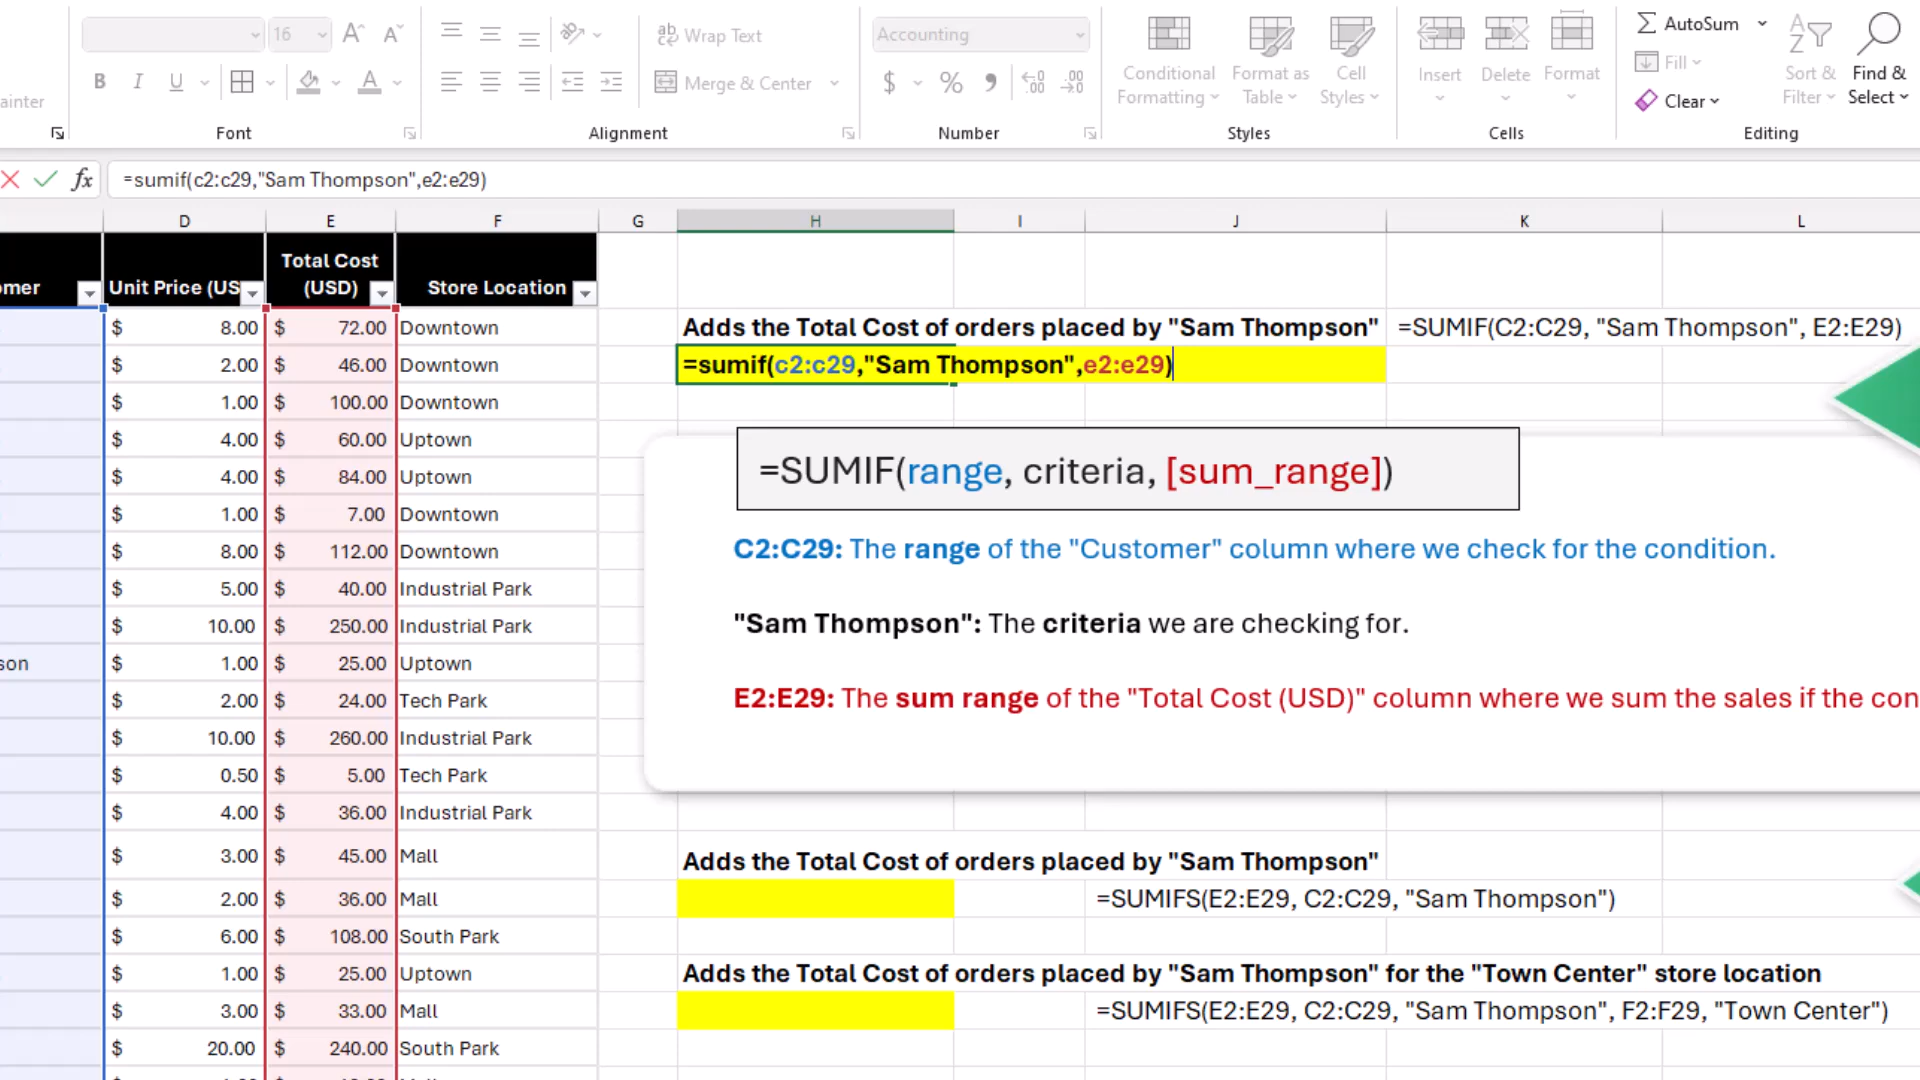 16
Wrap Text
Accounting
AutoSum
Fill
ainter
B I U
Merge & Center
$ % 9
Conditional Formatting
Format as Table
Cell Styles
Insert
Delete
Format
Clear
Sort & Filter
Find & Select
Font
Alignment
Number
Styles
Cells
Editing
fx =sumif(c2:c29,"Sam Thompson",e2:e29)
D E F G H I J K L
omer Unit Price (US Total Cost (USD) Store Location
$ 8.00 $ 72.00 Downtown
$ 2.00 $ 46.00 Downtown
$ 1.00 $ 100.00 Downtown
$ 4.00 $ 60.00 Uptown
$ 4.00 $ 84.00 Uptown
$ 1.00 $ 7.00 Downtown
$ 8.00 $ 112.00 Downtown
$ 5.00 $ 40.00 Industrial Park
$ 10.00 $ 250.00 Industrial Park
son $ 1.00 $ 25.00 Uptown
$ 2.00 $ 24.00 Tech Park
$ 10.00 $ 260.00 Industrial Park
$ 0.50 $ 5.00 Tech Park
$ 4.00 $ 36.00 Industrial Park
$ 3.00 $ 45.00 Mall
$ 2.00 $ 36.00 Mall
$ 6.00 $ 108.00 South Park
$ 1.00 $ 25.00 Uptown
$ 3.00 $ 33.00 Mall
$ 20.00 $ 240.00 South Park
Adds the Total Cost of orders placed by "Sam Thompson" =SUMIF(C2:C29, "Sam Thompson", E2:E29)
=sumif(c2:c29,"Sam Thompson",e2:e29)
=SUMIF(range, criteria, [sum_range])
C2:C29: The range of the "Customer" column where we check for the condition.
"Sam Thompson": The criteria we are checking for.
E2:E29: The sum range of the "Total Cost (USD)" column where we sum the sales if the con
Adds the Total Cost of orders placed by "Sam Thompson"
=SUMIFS(E2:E29, C2:C29, "Sam Thompson")
Adds the Total Cost of orders placed by "Sam Thompson" for the "Town Center" store location
=SUMIFS(E2:E29, C2:C29, "Sam Thompson", F2:F29, "Town Center")